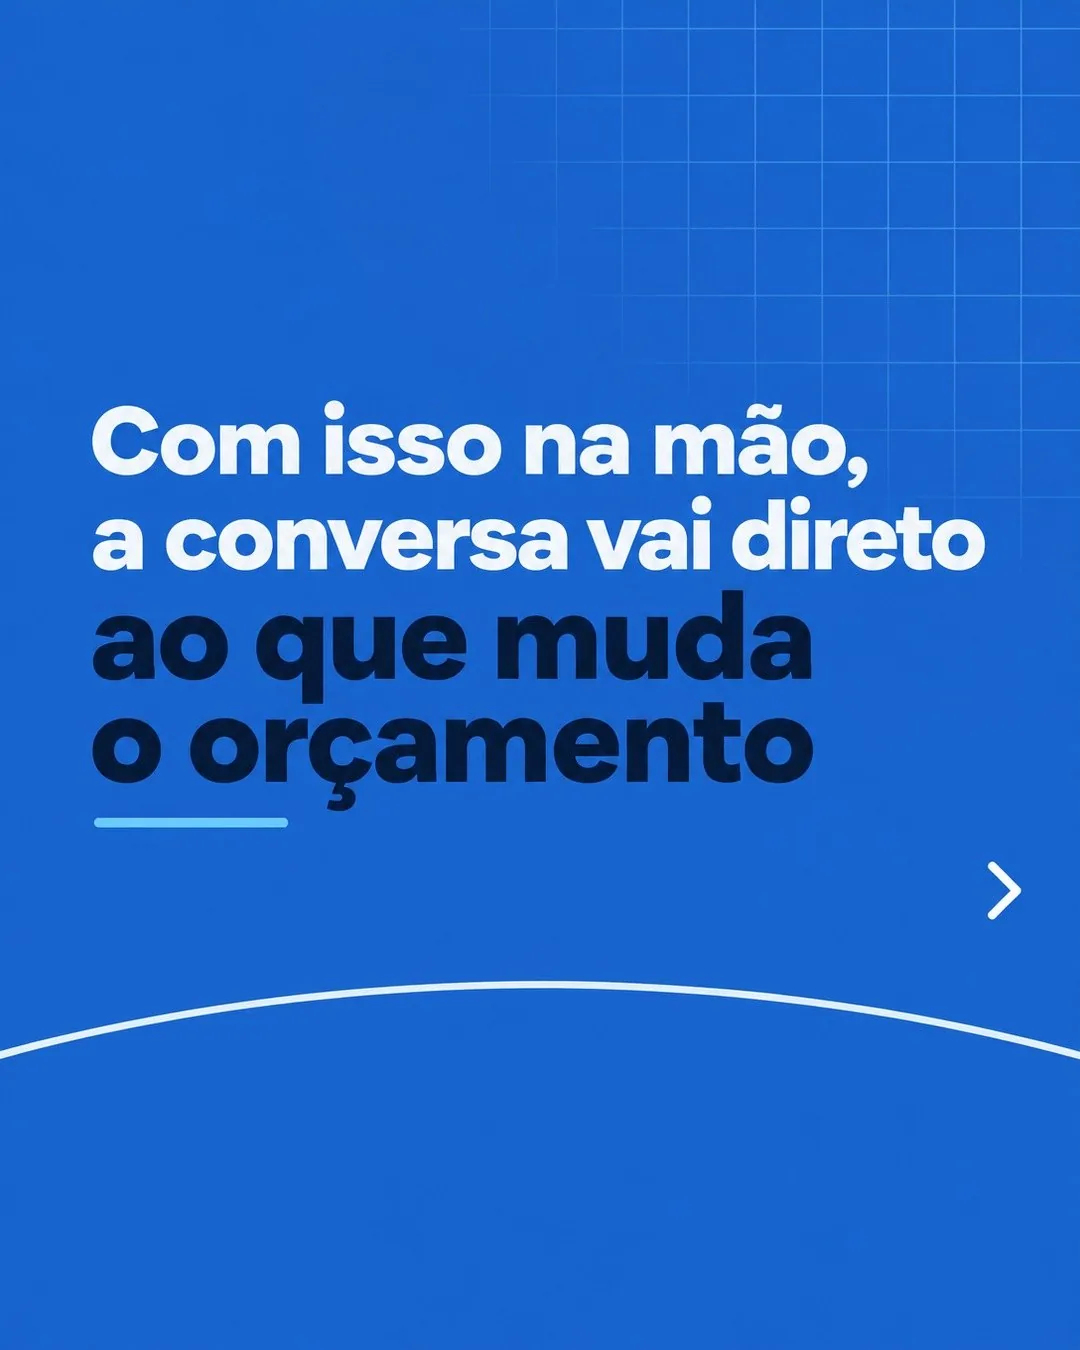 Com isso na mão,
a conversa vai direto
ao que muda
o orçamento